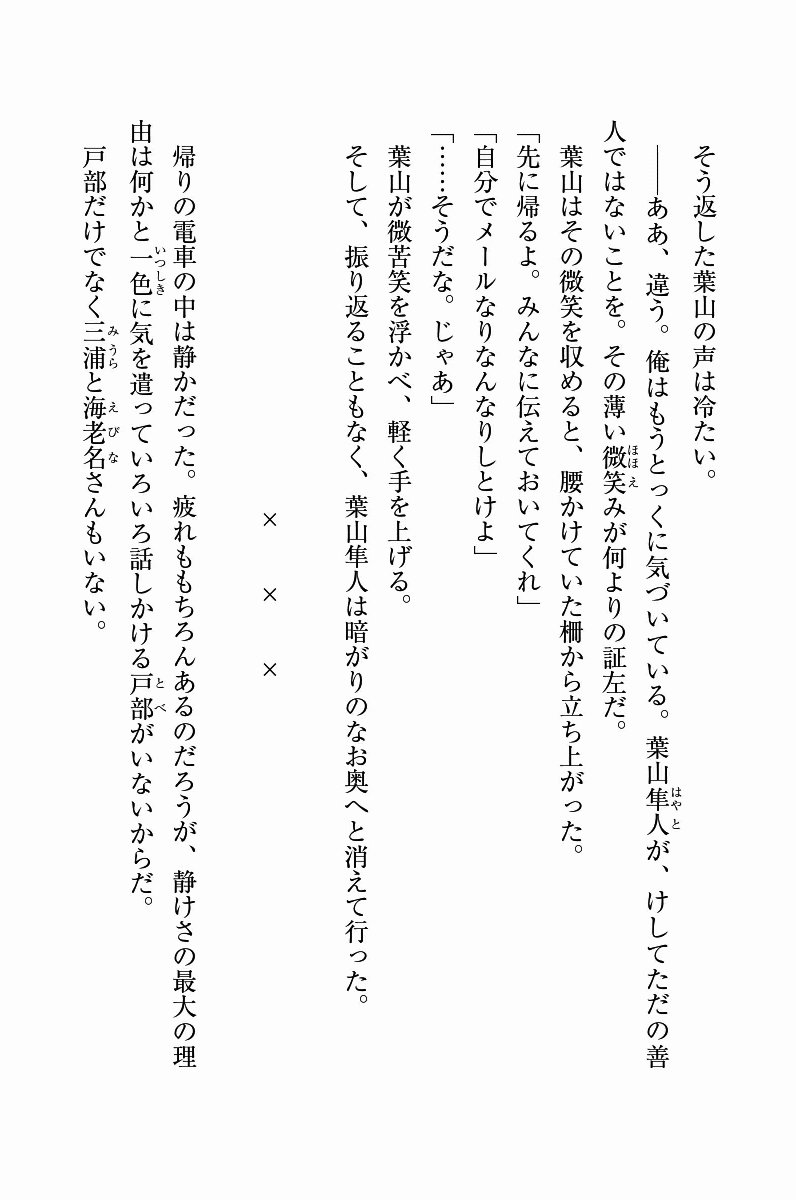 そう返した葉山の声は冷たい。
――ああ、違う。俺はもうとっくに気づいている。葉山隼人が、けしてただの善
人ではないことを。その薄い微笑みが何よりの証左だ。
葉山はその微笑を収めると、腰かけていた柵から立ち上がった。
「先に帰るよ。みんなに伝えておいてくれ」
「自分でメールなりなんなりしとけよ」
「……そうだな。じゃあ」
葉山が微苦笑を浮かべ、軽く手を上げる。
そして、振り返ることもなく、葉山隼人は暗がりのなお奥へと消えて行った。
× × ×
帰りの電車の中は静かだった。疲れももちろんあるのだろうが、静けさの最大の理
由は何かと一色に気を遣っていろいろ話しかける戸部がいないからだ。
戸部だけでなく三浦と海老名さんもいない。